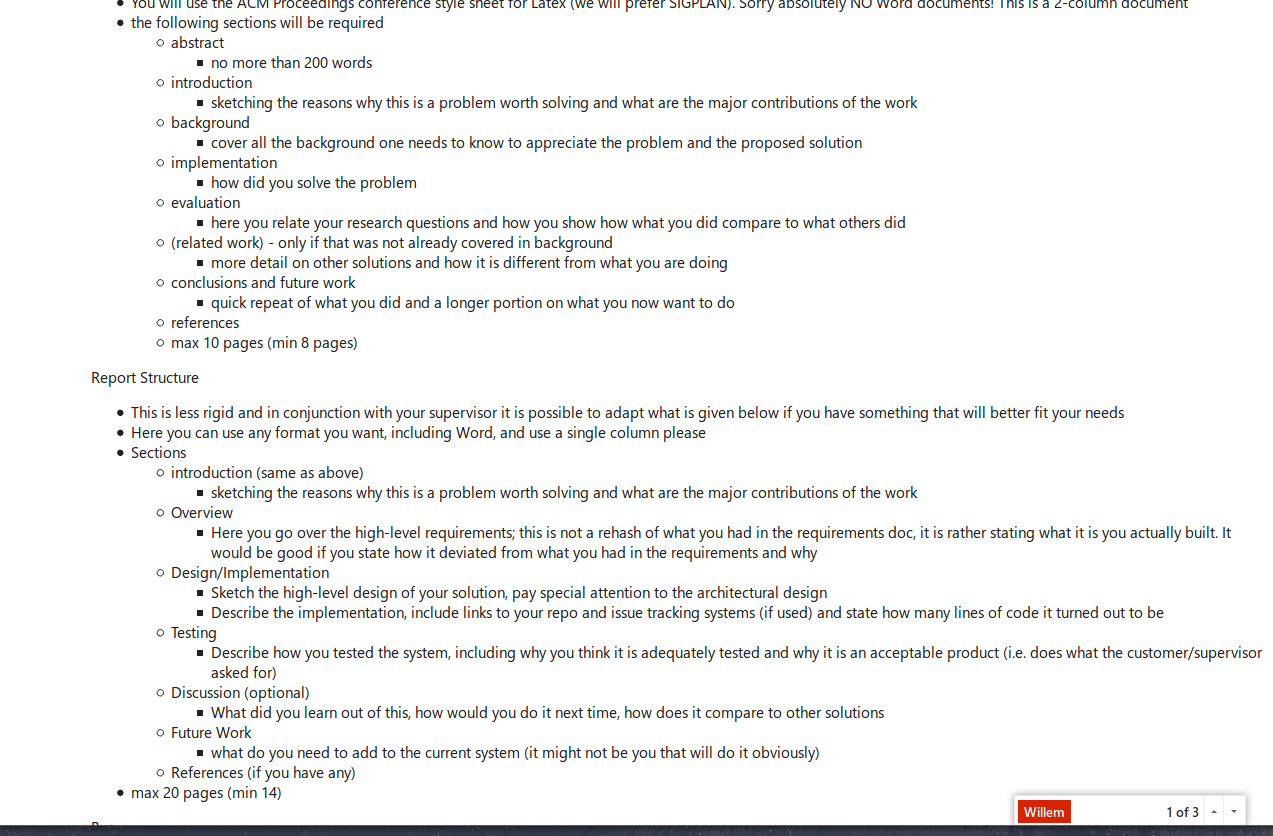 You will use the ACM Proceedings conference style sheet for Latex (we will prefer SIGPLAN). Sorry absolutely NO Word documents! This is a 2-column document
the following sections will be required
abstract
no more than 200 words
introduction
sketching the reasons why this is a problem worth solving and what are the major contributions of the work
background
cover all the background one needs to know to appreciate the problem and the proposed solution
implementation
how did you solve the problem
evaluation
here you relate your research questions and how you show how what you did compare to what others did
(related work) - only if that was not already covered in background
more detail on other solutions and how it is different from what you are doing
conclusions and future work
quick repeat of what you did and a longer portion on what you now want to do
references
max 10 pages (min 8 pages)
Report Structure
This is less rigid and in conjunction with your supervisor it is possible to adapt what is given below if you have something that will better fit your needs
Here you can use any format you want, including Word, and use a single column please
Sections
introduction (same as above)
sketching the reasons why this is a problem worth solving and what are the major contributions of the work
Overview
Here you go over the high-level requirements; this is not a rehash of what you had in the requirements doc, it is rather stating what it is you actually built. It
would be good if you state how it deviated from what you had in the requirements and why
Design/Implementation
Sketch the high-level design of your solution, pay special attention to the architectural design
Describe the implementation, include links to your repo and issue tracking systems (if used) and state how many lines of code it turned out to be
Testing
Describe how you tested the system, including why you think it is adequately tested and why it is an acceptable product (i.e. does what the customer/supervisor
asked for)
Discussion (optional)
What did you learn out of this, how would you do it next time, how does it compare to other solutions
Future Work
what do you need to add to the current system (it might not be you that will do it obviously)
References (if you have any)
max 20 pages (min 14)
Willem 1 of 3